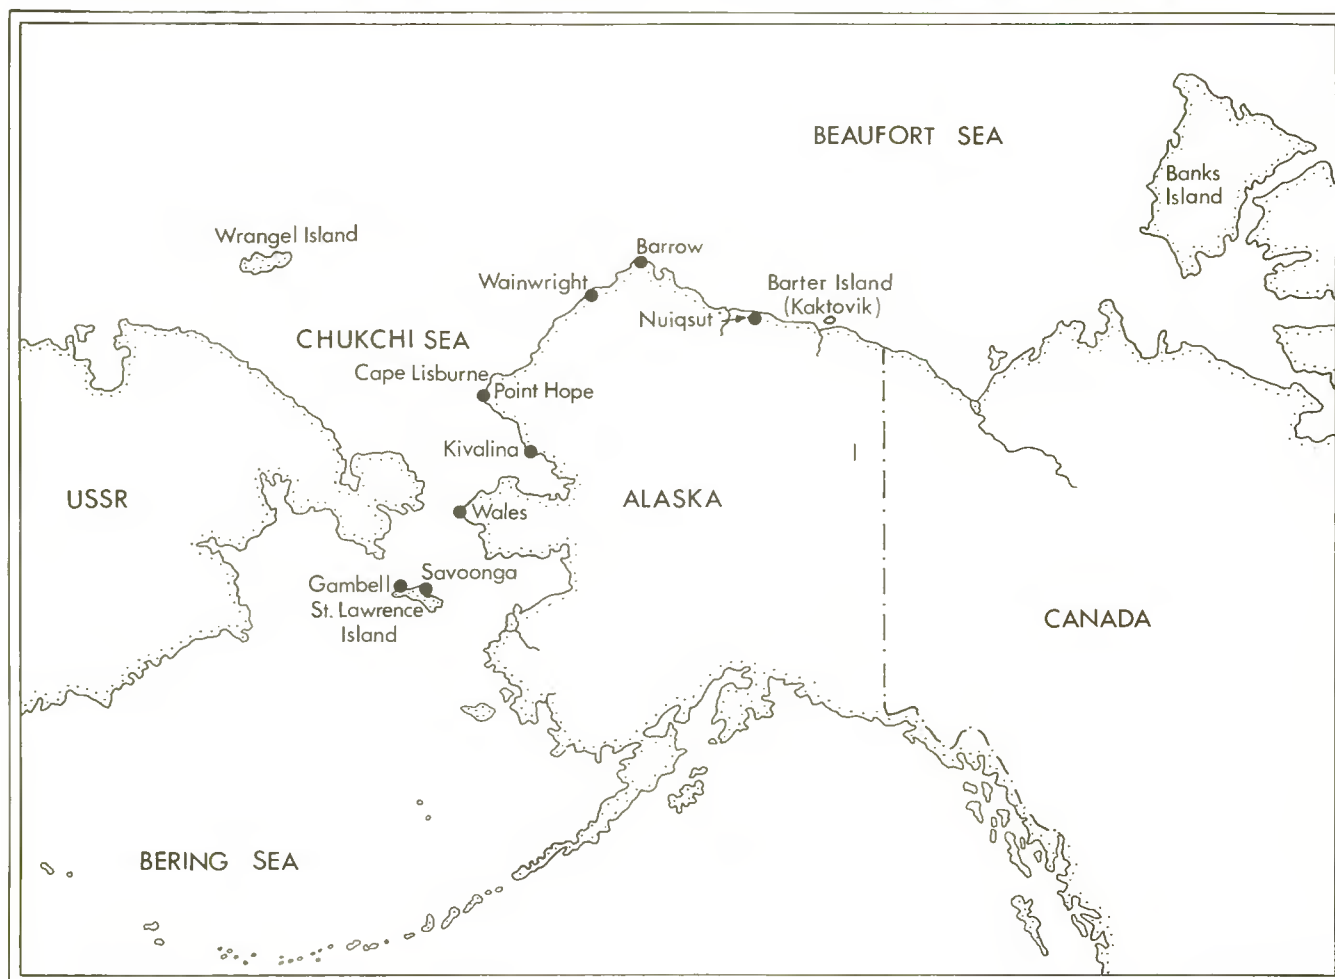 BEAUFORT SEA
Banks
Island
Wrangel Island
Barrow
Wainwright
Barter Island
(Kaktovik)
Nuiqsut
CHUKCHI SEA
Cape Lisburne
Point Hope
Kivalina
USSR
ALASKA
Wales
Gambell
Savoonga
St. Lawrence
Island
CANADA
BERING SEA